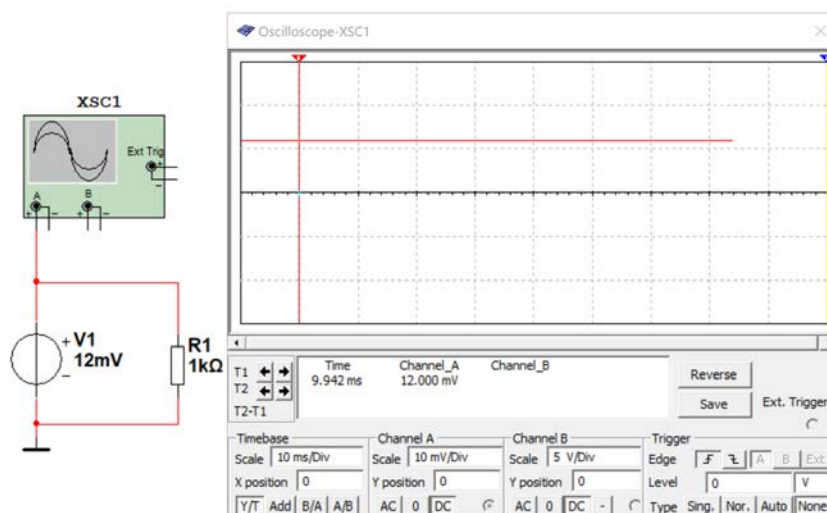 Oscilloscope-XSC1
XSC1
Ext Trig
+
−
A
B
+ − + −
V1
12mV
+
−
R1
1kΩ
T1
T2
T2-T1
Time Channel_A Channel_B
9.942 ms 12.000 mV
Reverse
Save
Ext. Trigger
Timebase
Scale 10 ms/Div
X position 0
Y/T Add B/A A/B
Channel A
Scale 10 mV/Div
Y position 0
AC 0 DC
Channel B
Scale 5 V/Div
Y position 0
AC 0 DC -
Trigger
Edge A B Ext
Level 0 V
Type Sing. Nor. Auto None